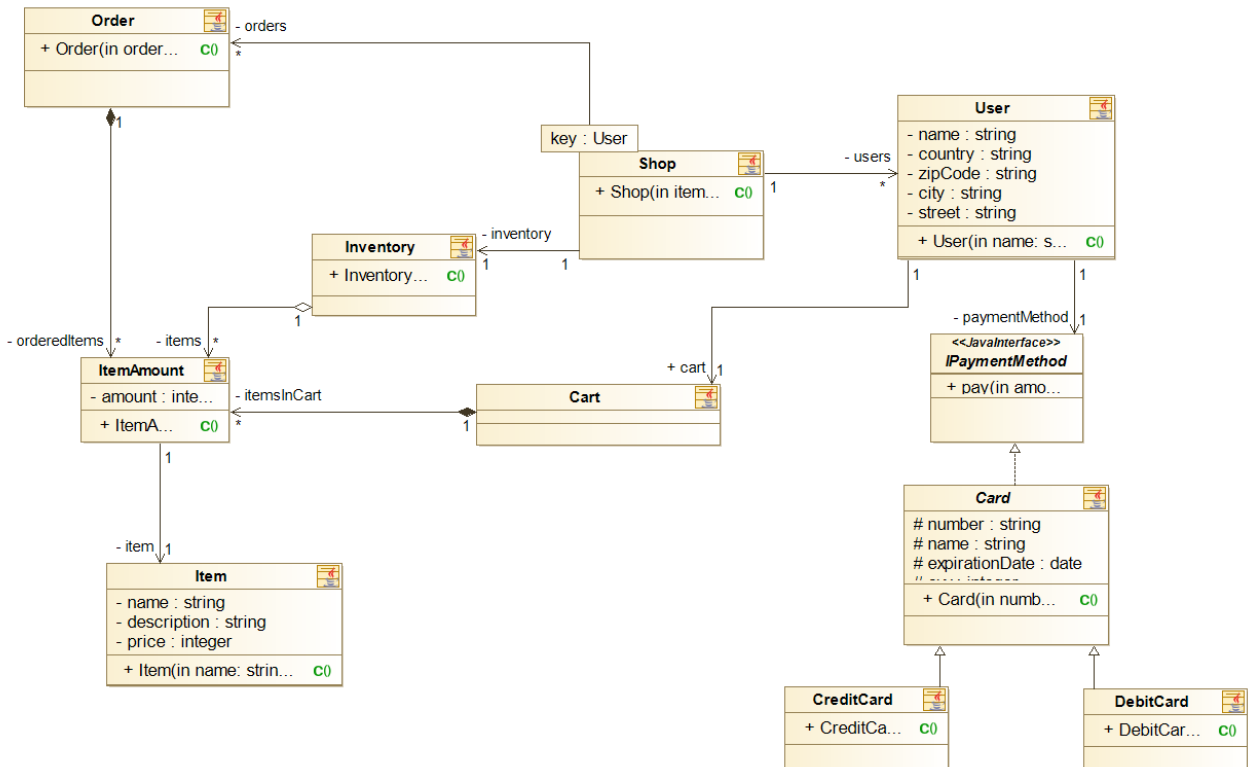 Order
+ Order(in order... C()
- orders
*
1
key : User
Shop
+ Shop(in item... C()
- users
1
*
User
- name : string
- country : string
- zipCode : string
- city : string
- street : string
+ User(in name: s... C()
- inventory
1
1
Inventory
+ Inventory... C()
1
1
1
- paymentMethod
1
- orderedItems
*
- items
*
<<JavaInterface>>
IPaymentMethod
+ pay(in amo...
ItemAmount
- amount : inte...
+ ItemA... C()
- itemsInCart
*
1
+ cart
1
Cart
1
Card
# number : string
# name : string
# expirationDate : date
+ Card(in numb... C()
- item
1
Item
- name : string
- description : string
- price : integer
+ Item(in name: strin... C()
CreditCard
+ CreditCa... C()
DebitCard
+ DebitCar... C()